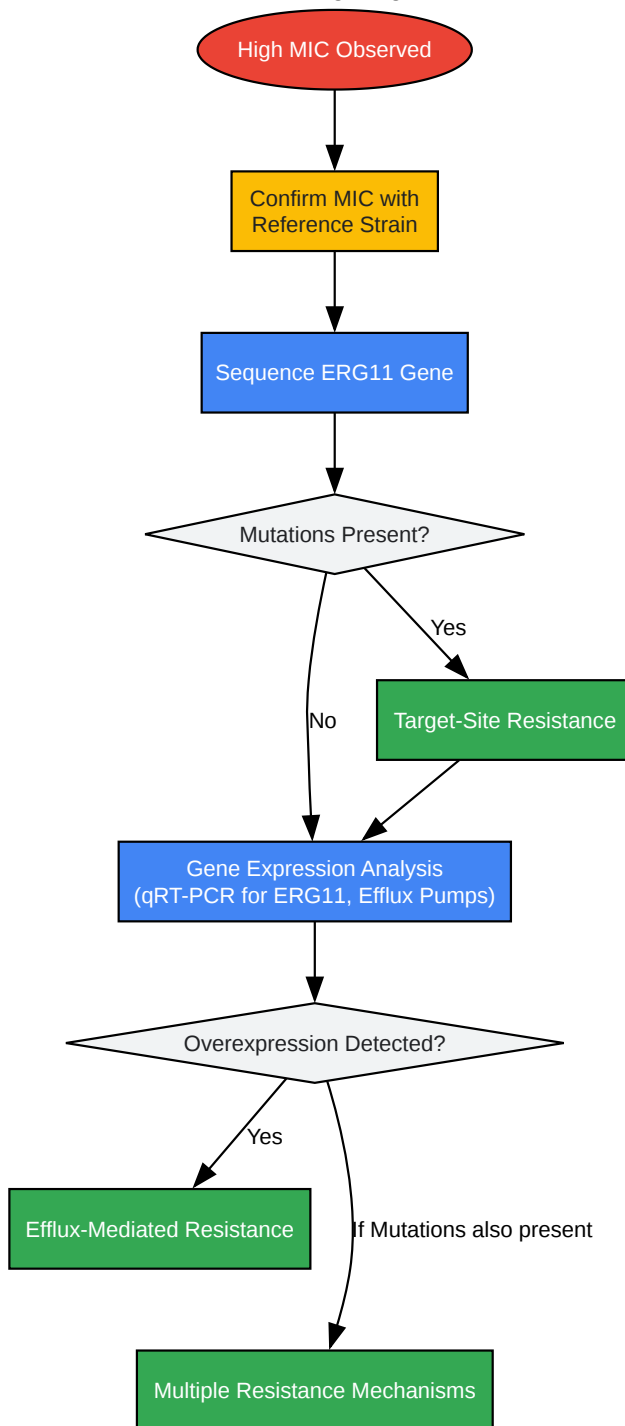 High MIC Observed
Confirm MIC with
Reference Strain
Sequence ERG11 Gene
Mutations Present?
Yes
Target-Site Resistance
No
Gene Expression Analysis
(qRT-PCR for ERG11, Efflux Pumps)
Overexpression Detected?
Yes
Efflux-Mediated Resistance
If Mutations also present
Multiple Resistance Mechanisms